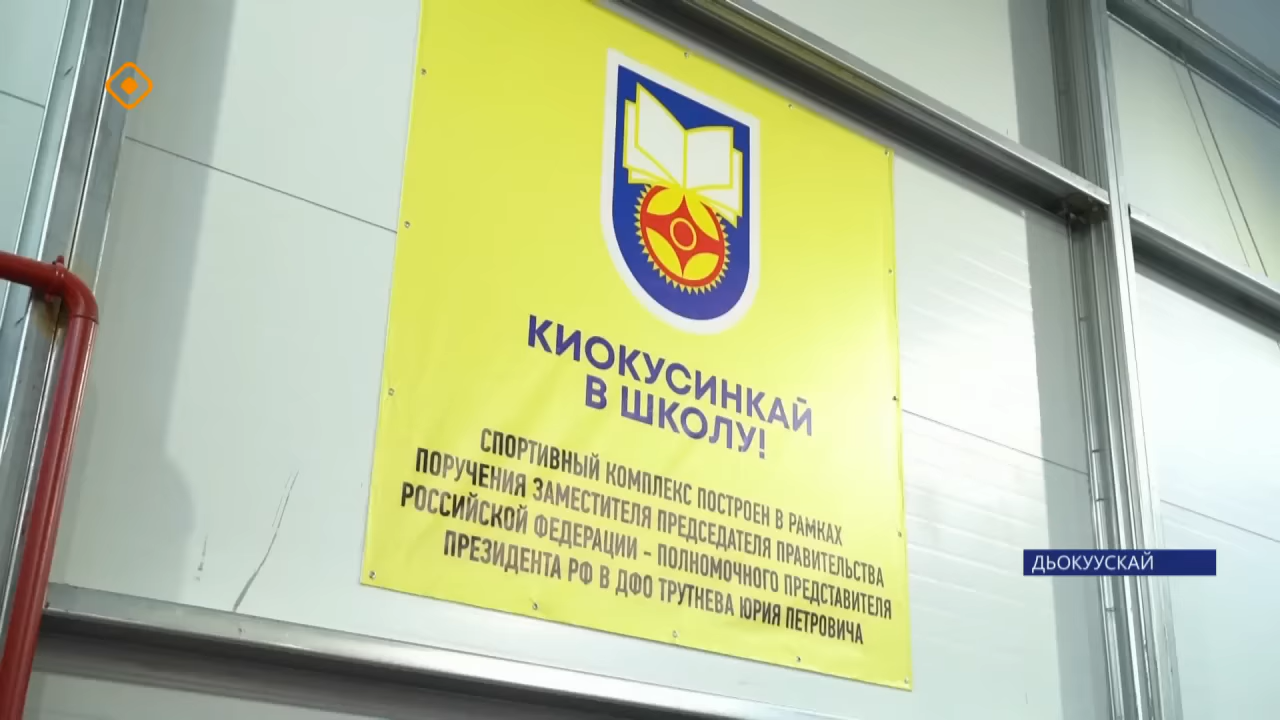 КИОКУСИНКАЙ
В ШКОЛУ!
СПОРТИВНЫЙ КОМПЛЕКС ПОСТРОЕН В РАМКАХ
ПОРУЧЕНИЯ ЗАМЕСТИТЕЛЯ ПРЕДСЕДАТЕЛЯ ПРАВИТЕЛЬСТВА
РОССИЙСКОЙ ФЕДЕРАЦИИ - ПОЛНОМОЧНОГО ПРЕДСТАВИТЕЛЯ
ПРЕЗИДЕНТА РФ В ДФО ТРУТНЕВА ЮРИЯ ПЕТРОВИЧА
ДЬОКУУСКАЙ